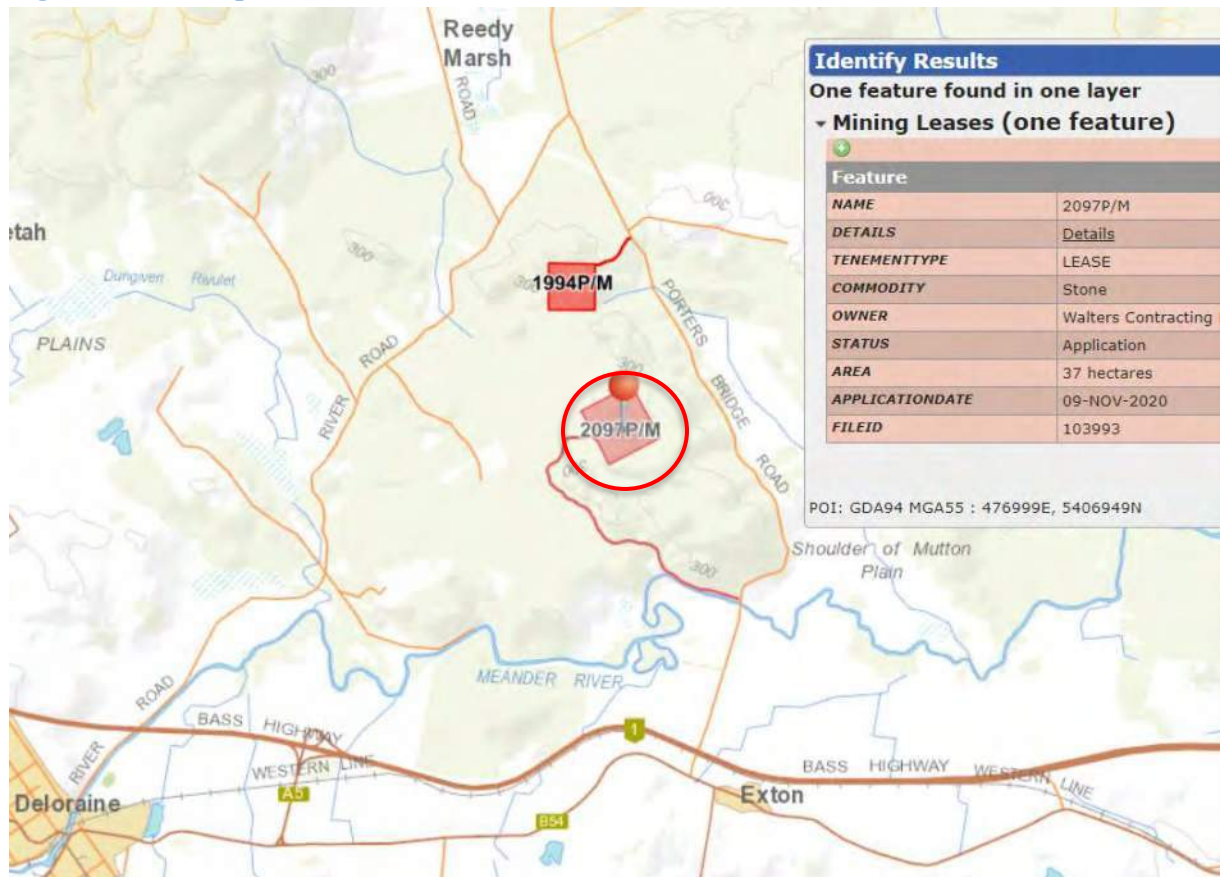 Reedy
Marsh
ROAD
300
300
300
etah
Dungiven Rivulet
PLAINS
1994P/M
300
PORTERS
BRIDGE
ROAD
ROAD
RIVER
300
2097P/M
300
300
Shoulder of Mutton
Plain
MEANDER RIVER
ROAD
RIVER
BASS HIGHWAY
WESTERN LINE
1
A5
B54
BASS HIGHWAY
WESTERN LINE
Deloraine
Exton
Identify Results
One feature found in one layer
Mining Leases (one feature)
Feature
NAME 2097P/M
DETAILS Details
TENEMENTTYPE LEASE
COMMODITY Stone
OWNER Walters Contracting
STATUS Application
AREA 37 hectares
APPLICATIONDATE 09-NOV-2020
FILEID 103993
POI: GDA94 MGA55 : 476999E, 5406949N